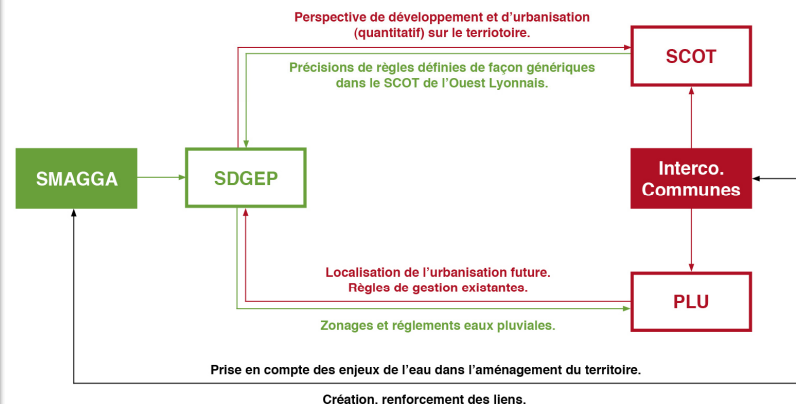 Perspective de développement et d'urbanisation
(quantitatif) sur le terriotoire.
SCOT
Précisions de règles définies de façon génériques
dans le SCOT de l'Ouest Lyonnais.
SMAGGA
SDGEP
Interco.
Communes
Localisation de l'urbanisation future.
Règles de gestion existantes.
PLU
Zonages et réglements eaux pluviales.
Prise en compte des enjeux de l'eau dans l'aménagement du territoire.
Création, renforcement des liens.